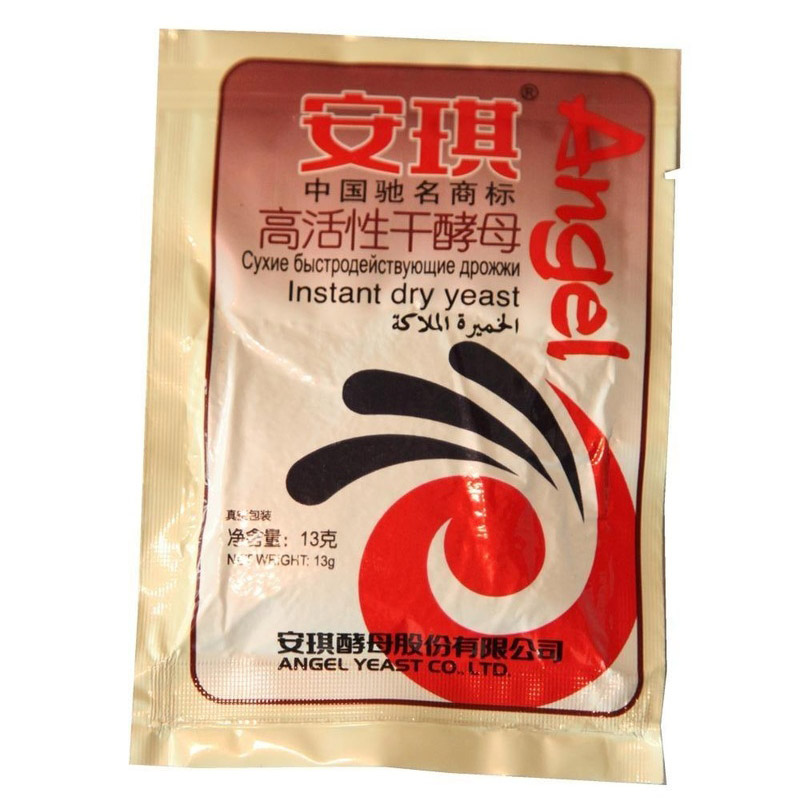 安琪®
Angel
中国驰名商标
高活性干酵母
Сухие быстродействующие дрожжи
Instant dry yeast
الخميرة الملاكة
真空包装
净含量：13克
NET WEIGHT: 13g
安琪酵母股份有限公司
ANGEL YEAST CO.,LTD.